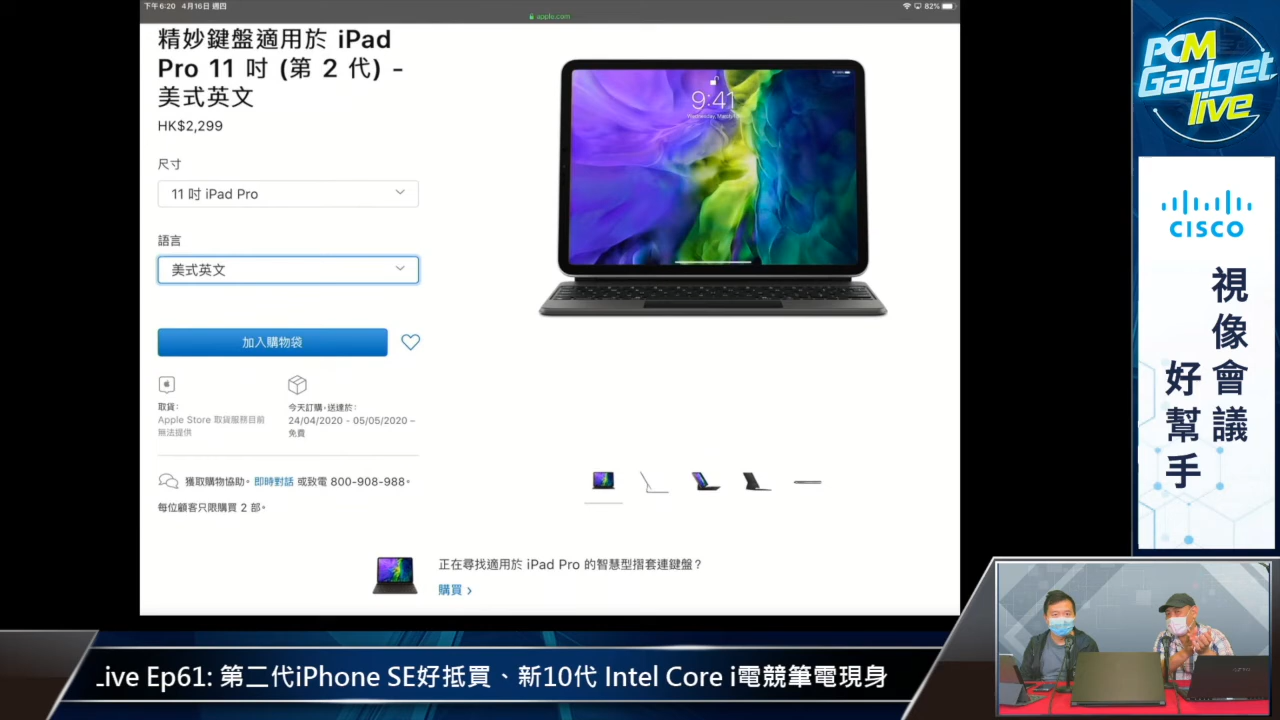 下午6:20 4月16日 週四
apple.com
82%
精妙鍵盤適用於 iPad
Pro 11 吋 (第 2 代) -
美式英文
HK$2,299
尺寸
11 吋 iPad Pro
語言
美式英文
加入購物袋
取貨:
Apple Store 取貨服務目前
無法提供
今天訂購,送達於:
24/04/2020 - 05/05/2020 –
免費
獲取購物協助。即時對話 或致電 800-908-988。
每位顧客只限購買 2 部。
9:41
正在尋找適用於 iPad Pro 的智慧型摺套連鍵盤？
購買 ›
PCM
Gadget
live
CISCO
視像會議
好幫手
Live Ep61: 第二代iPhone SE好抵買、新10代 Intel Core i電競筆電現身